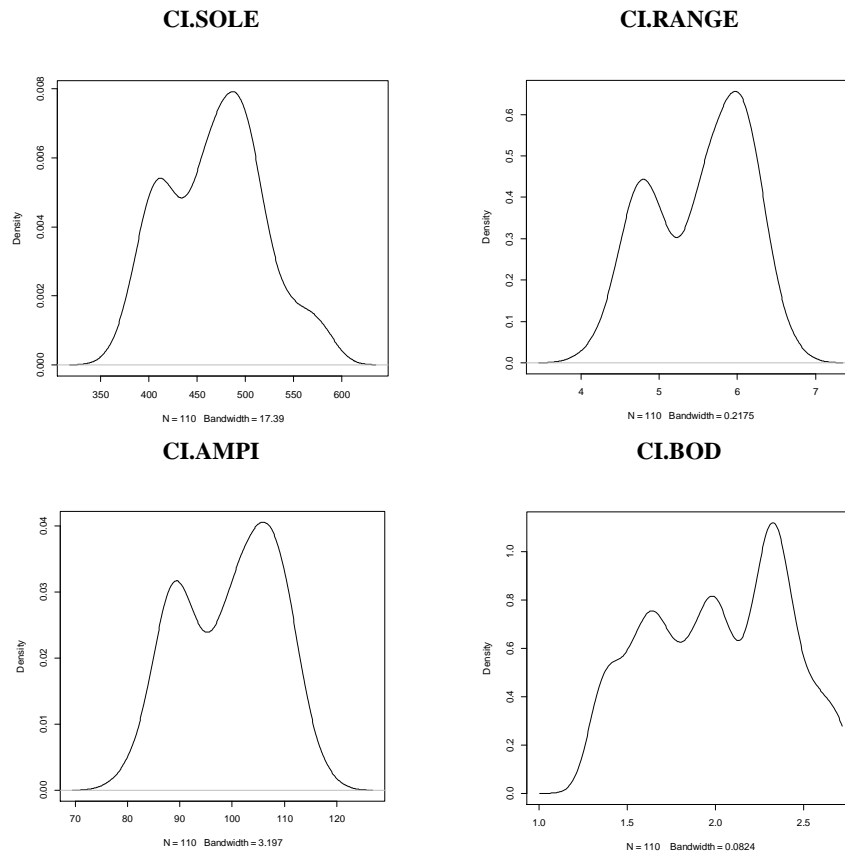 CI.SOLE
CI.RANGE
Density
0.000 0.002 0.004 0.006 0.008
350 400 450 500 550 600
N = 110 Bandwidth = 17.39
Density
0.0 0.1 0.2 0.3 0.4 0.5 0.6
4 5 6 7
N = 110 Bandwidth = 0.2175
CI.AMPI
CI.BOD
Density
0.00 0.01 0.02 0.03 0.04
70 80 90 100 110 120
N = 110 Bandwidth = 3.197
Density
0.0 0.2 0.4 0.6 0.8 1.0
1.0 1.5 2.0 2.5
N = 110 Bandwidth = 0.0824